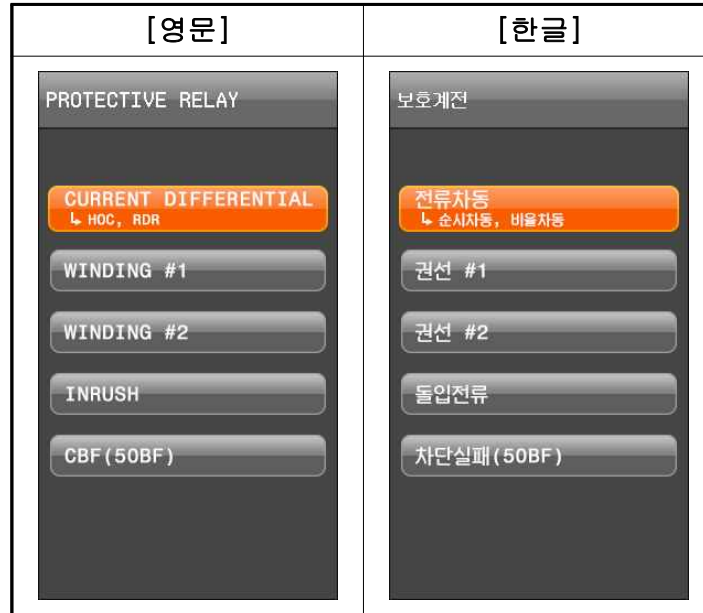 [영문]
[한글]
PROTECTIVE RELAY
CURRENT DIFFERENTIAL
↳ HOC, RDR
WINDING #1
WINDING #2
INRUSH
CBF(50BF)
보호계전
전류차동
↳ 순시차동, 비율차동
권선 #1
권선 #2
돌입전류
차단실패(50BF)